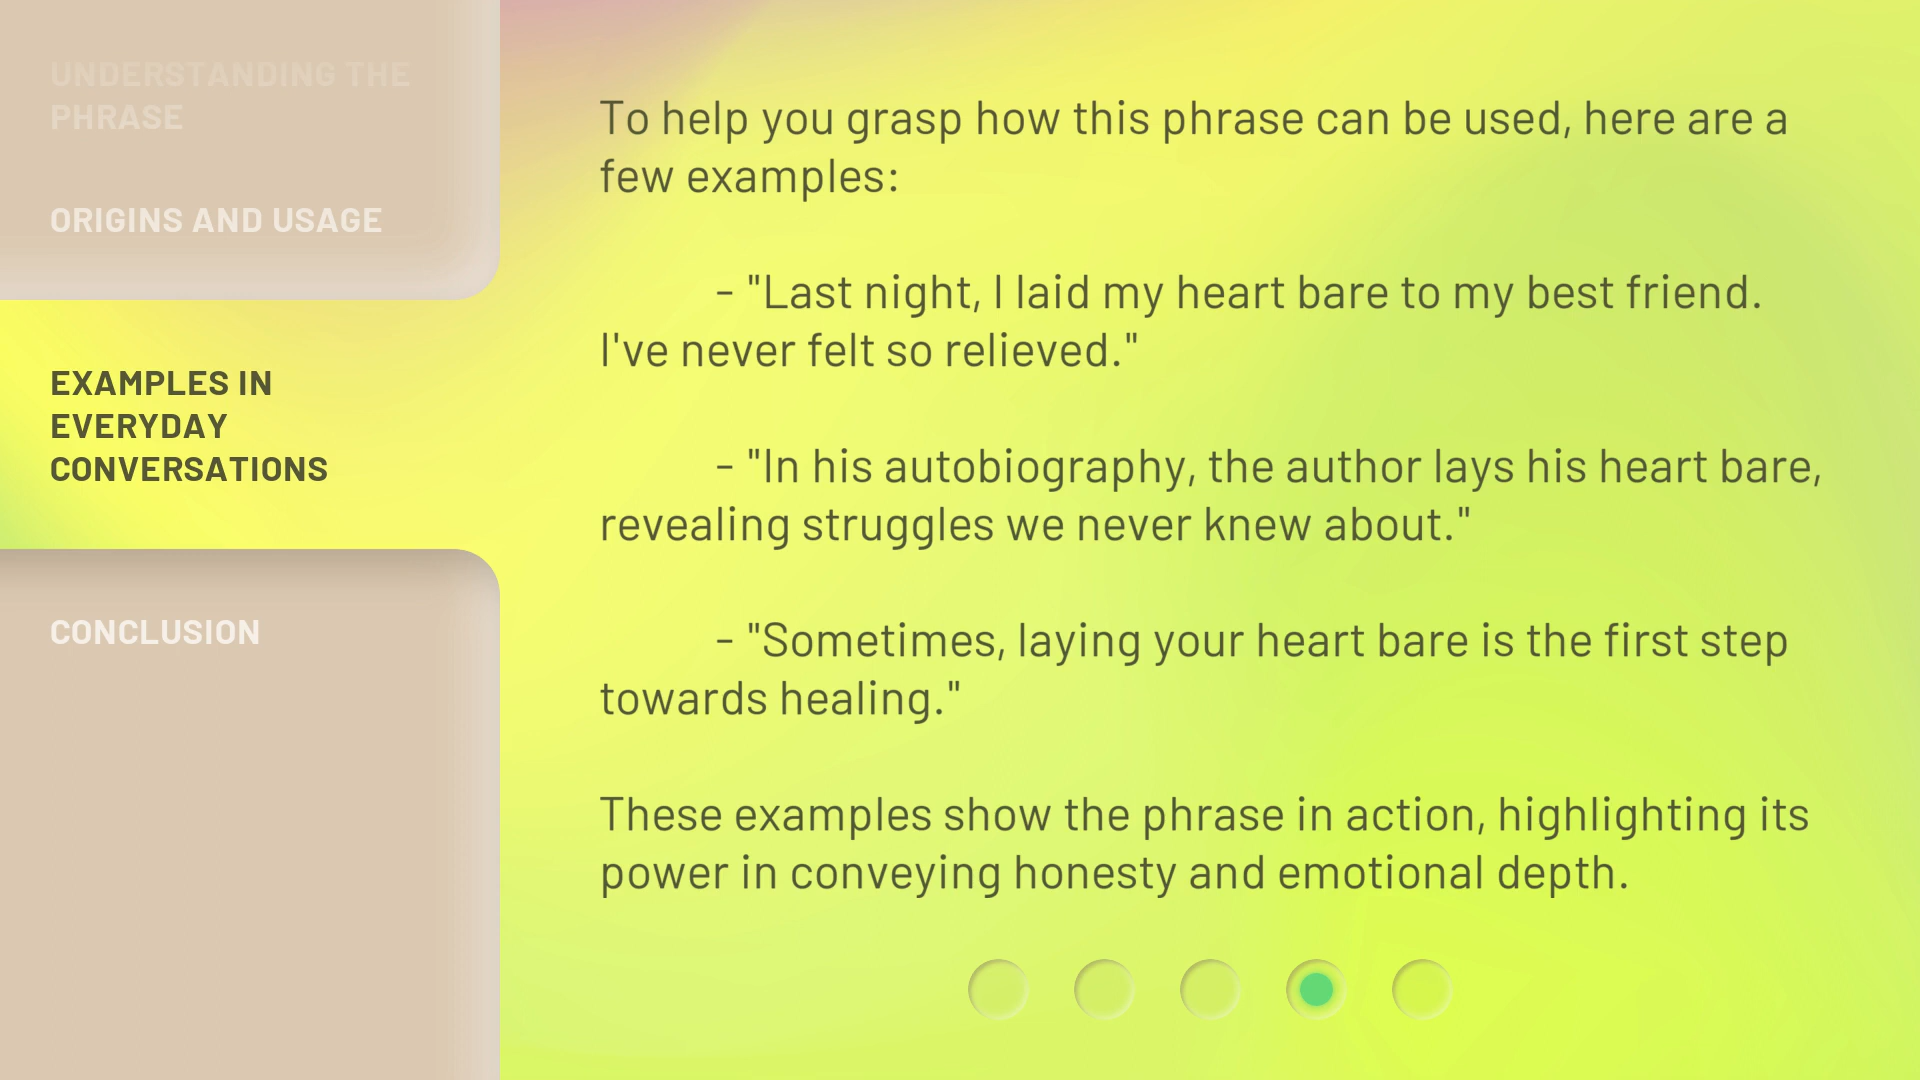 UNDERSTANDING THE
PHRASE
ORIGINS AND USAGE
EXAMPLES IN
EVERYDAY
CONVERSATIONS
CONCLUSION
To help you grasp how this phrase can be used, here are a
few examples:
- "Last night, I laid my heart bare to my best friend.
I've never felt so relieved."
- "In his autobiography, the author lays his heart bare,
revealing struggles we never knew about."
- "Sometimes, laying your heart bare is the first step
towards healing."
These examples show the phrase in action, highlighting its
power in conveying honesty and emotional depth.